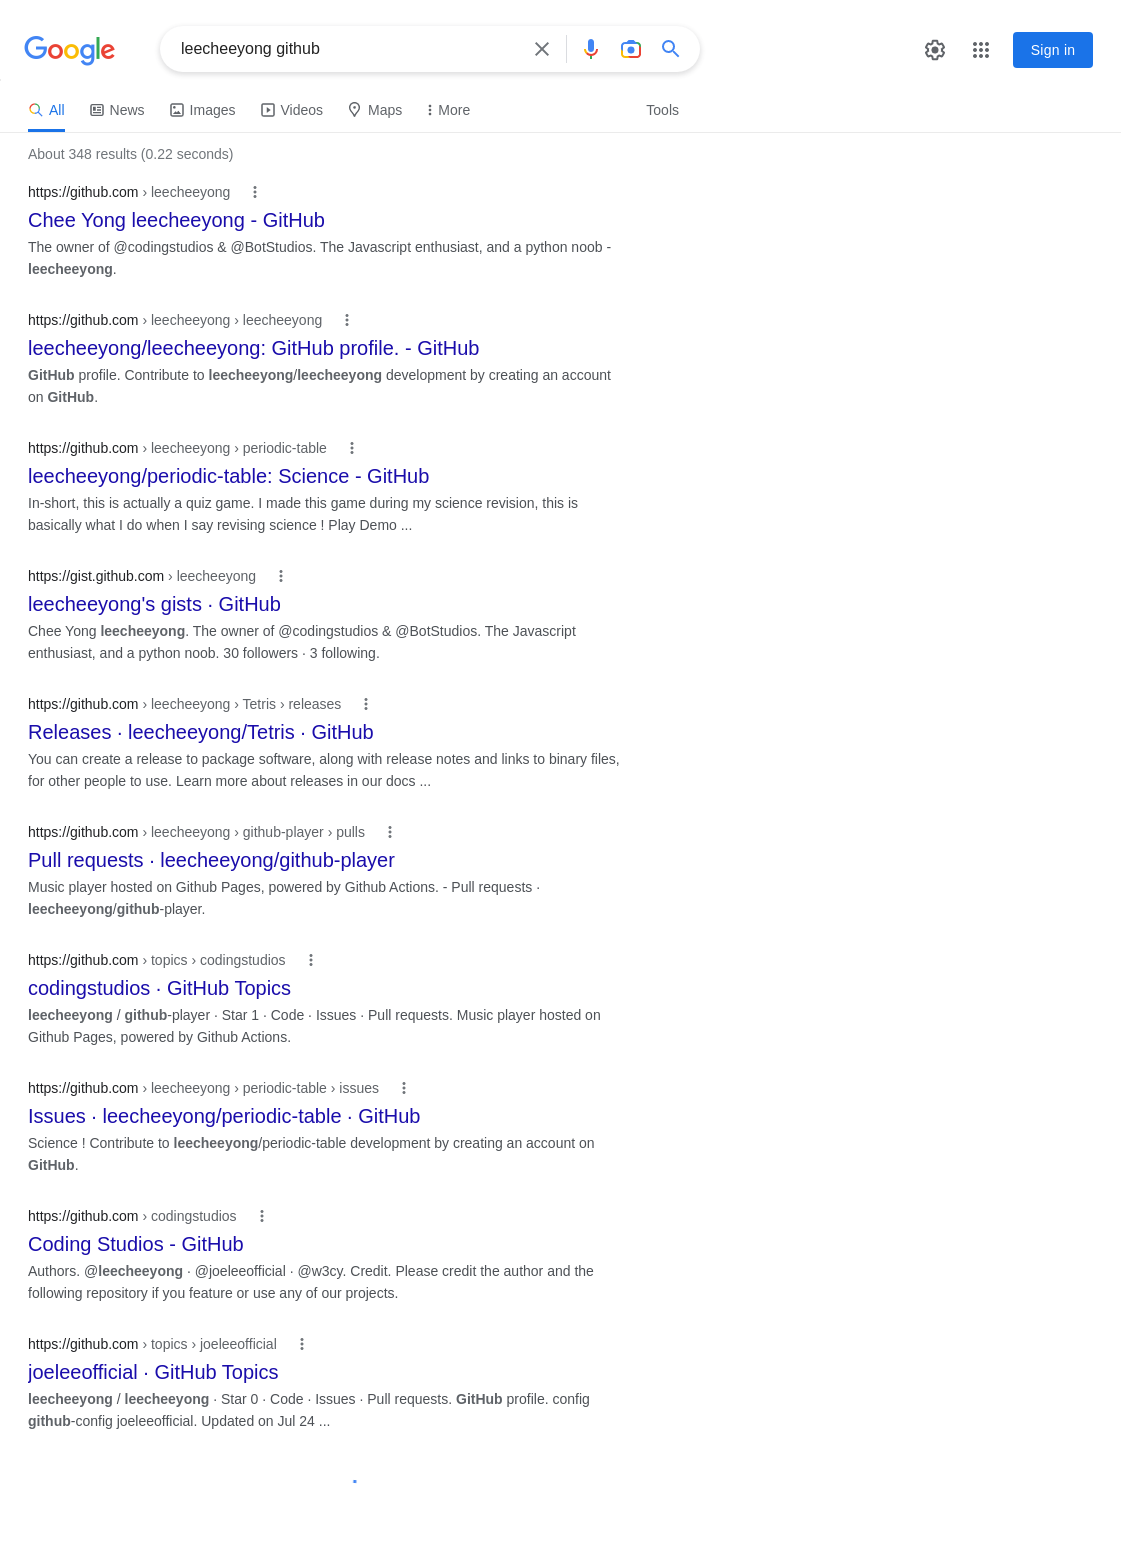 Google
leecheeyong github
Sign in
All News Images Videos Maps More Tools
About 348 results (0.22 seconds)
https://github.com › leecheeyong
Chee Yong leecheeyong - GitHub
The owner of @codingstudios & @BotStudios. The Javascript enthusiast, and a python noob -
leecheeyong.
https://github.com › leecheeyong › leecheeyong
leecheeyong/leecheeyong: GitHub profile. - GitHub
GitHub profile. Contribute to leecheeyong/leecheeyong development by creating an account
on GitHub.
https://github.com › leecheeyong › periodic-table
leecheeyong/periodic-table: Science - GitHub
In-short, this is actually a quiz game. I made this game during my science revision, this is
basically what I do when I say revising science ! Play Demo ...
https://gist.github.com › leecheeyong
leecheeyong's gists · GitHub
Chee Yong leecheeyong. The owner of @codingstudios & @BotStudios. The Javascript
enthusiast, and a python noob. 30 followers · 3 following.
https://github.com › leecheeyong › Tetris › releases
Releases · leecheeyong/Tetris · GitHub
You can create a release to package software, along with release notes and links to binary files,
for other people to use. Learn more about releases in our docs ...
https://github.com › leecheeyong › github-player › pulls
Pull requests · leecheeyong/github-player
Music player hosted on Github Pages, powered by Github Actions. - Pull requests ·
leecheeyong/github-player.
https://github.com › topics › codingstudios
codingstudios · GitHub Topics
leecheeyong / github-player · Star 1 · Code · Issues · Pull requests. Music player hosted on
Github Pages, powered by Github Actions.
https://github.com › leecheeyong › periodic-table › issues
Issues · leecheeyong/periodic-table · GitHub
Science ! Contribute to leecheeyong/periodic-table development by creating an account on
GitHub.
https://github.com › codingstudios
Coding Studios - GitHub
Authors. @leecheeyong · @joeleeofficial · @w3cy. Credit. Please credit the author and the
following repository if you feature or use any of our projects.
https://github.com › topics › joeleeofficial
joeleeofficial · GitHub Topics
leecheeyong / leecheeyong · Star 0 · Code · Issues · Pull requests. GitHub profile. config
github-config joeleeofficial. Updated on Jul 24 ...